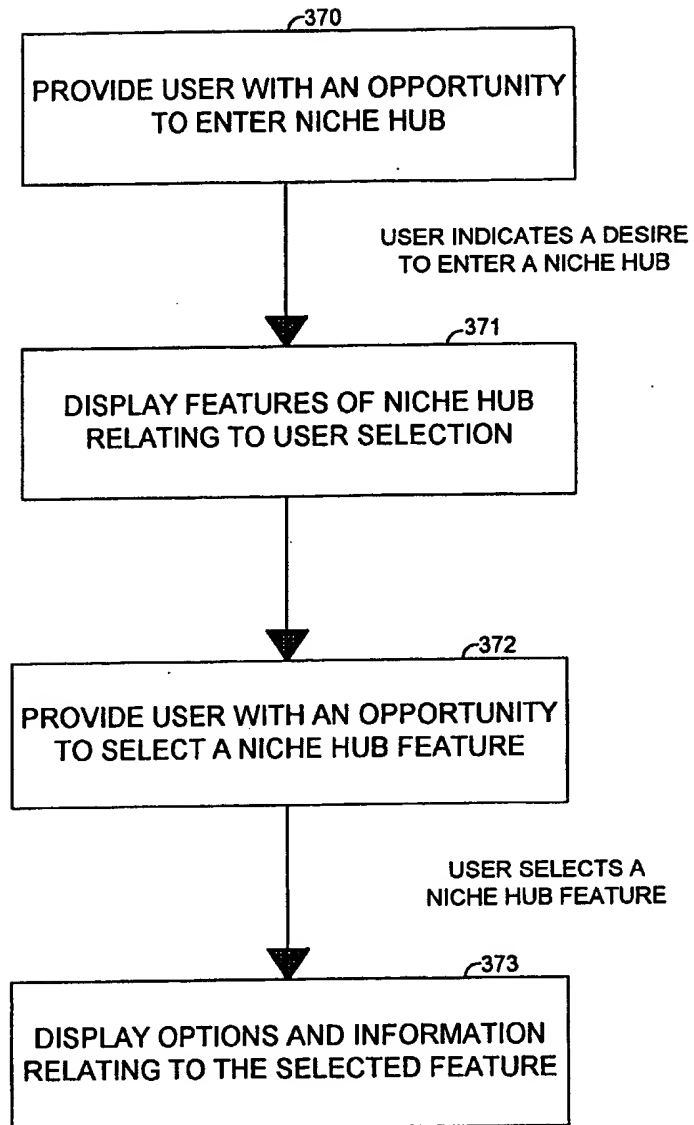 370
PROVIDE USER WITH AN OPPORTUNITY
TO ENTER NICHE HUB
USER INDICATES A DESIRE
TO ENTER A NICHE HUB
371
DISPLAY FEATURES OF NICHE HUB
RELATING TO USER SELECTION
372
PROVIDE USER WITH AN OPPORTUNITY
TO SELECT A NICHE HUB FEATURE
USER SELECTS A
NICHE HUB FEATURE
373
DISPLAY OPTIONS AND INFORMATION
RELATING TO THE SELECTED FEATURE